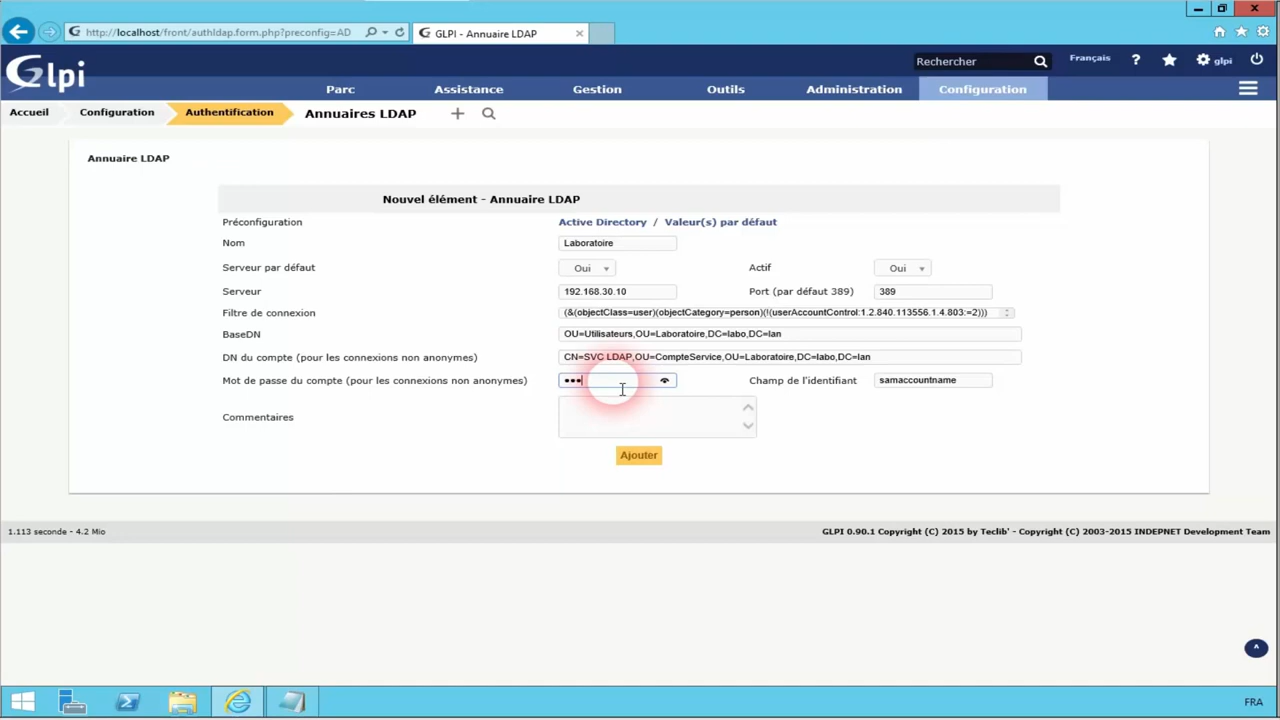 http://localhost/front/authldap.form.php?preconfig=AD
GLPI - Annuaire LDAP
Glpi
Rechercher
Français
?
glpi
Parc
Assistance
Gestion
Outils
Administration
Configuration
Accueil
Configuration
Authentification
Annuaires LDAP
Annuaire LDAP
Nouvel élément - Annuaire LDAP
Préconfiguration
Active Directory / Valeur(s) par défaut
Nom
Laboratoire
Serveur par défaut
Oui
Actif
Oui
Serveur
192.168.30.10
Port (par défaut 389)
389
Filtre de connexion
(&(objectClass=user)(objectCategory=person)(!(userAccountControl:1.2.840.113556.1.4.803:=2)))
BaseDN
OU=Utilisateurs,OU=Laboratoire,DC=labo,DC=lan
DN du compte (pour les connexions non anonymes)
CN=SVC LDAP,OU=CompteService,OU=Laboratoire,DC=labo,DC=lan
Mot de passe du compte (pour les connexions non anonymes)
•••
Champ de l'identifiant
samaccountname
Commentaires
Ajouter
1.113 seconde - 4.2 Mio
GLPI 0.90.1 Copyright (C) 2015 by Teclib' - Copyright (C) 2003-2015 INDEPNET Development Team
FRA